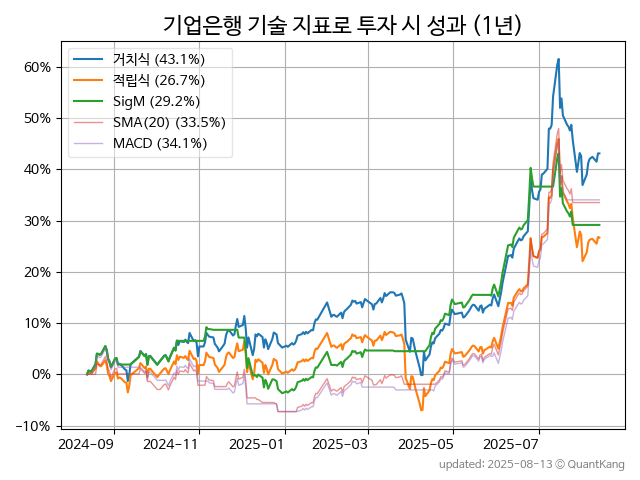 기업은행 기술 지표로 투자 시 성과 (1년)
거치식 (43.1%)
적립식 (26.7%)
SigM (29.2%)
SMA(20) (33.5%)
MACD (34.1%)
60%
50%
40%
30%
20%
10%
0%
−10%
2024-09 2024-11 2025-01 2025-03 2025-05 2025-07
updated: 2025-08-13 ⓒ QuantKang